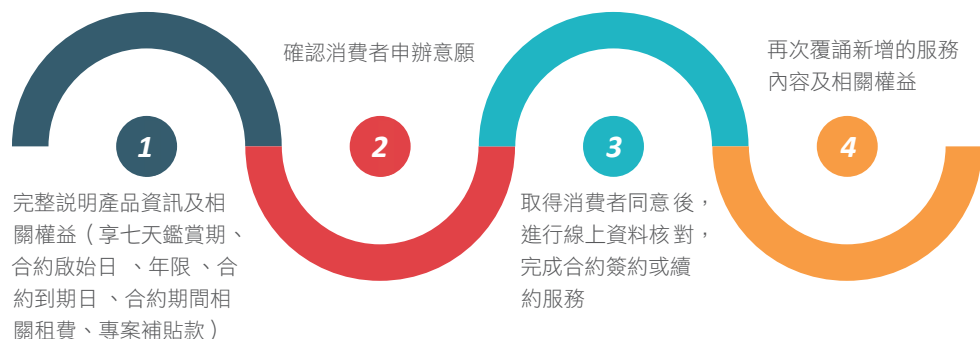 1
完整說明產品資訊及相
關權益（享七天鑑賞期、
合約啟始日 、年限 、合
約到期日 、合約期間相
關租費、專案補貼款）
確認消費者申辦意願
2
3
取得消費者同意後，
進行線上資料核對，
完成合約簽約或續
約服務
再次覆誦新增的服務
內容及相關權益
4